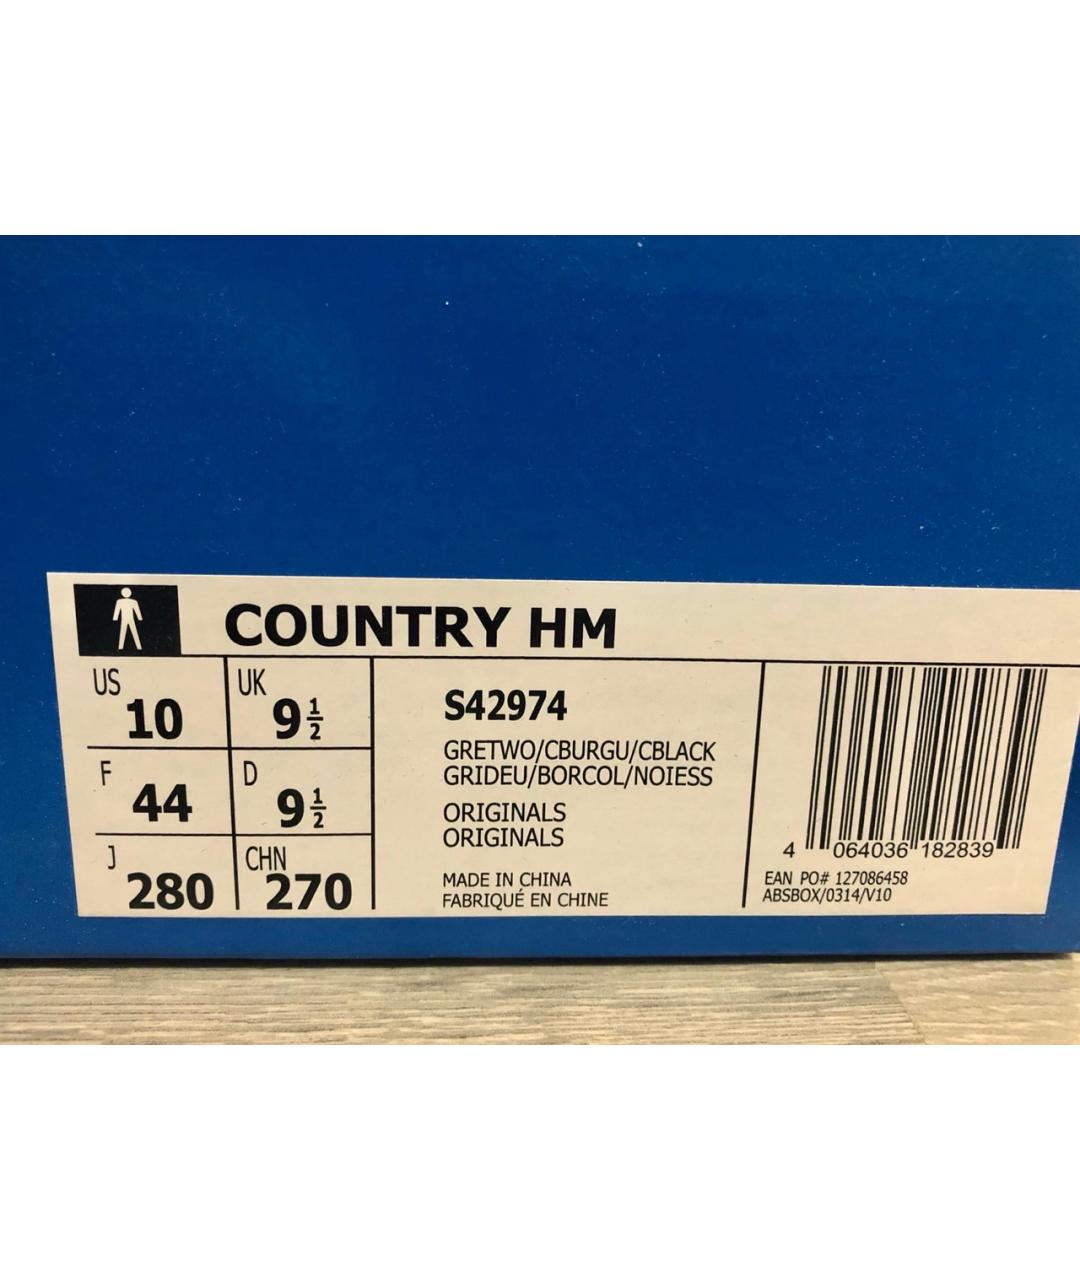 COUNTRY HM
US 10
UK 9 1/2
F 44
D 9 1/2
J 280
CHN 270
S42974
GRETWO/CBURGU/CBLACK
GRIDEU/BORCOL/NOIESS
ORIGINALS
ORIGINALS
MADE IN CHINA
FABRIQUÉ EN CHINE
4 064036 182839
EAN PO# 127086458
ABSBOX/0314/V10